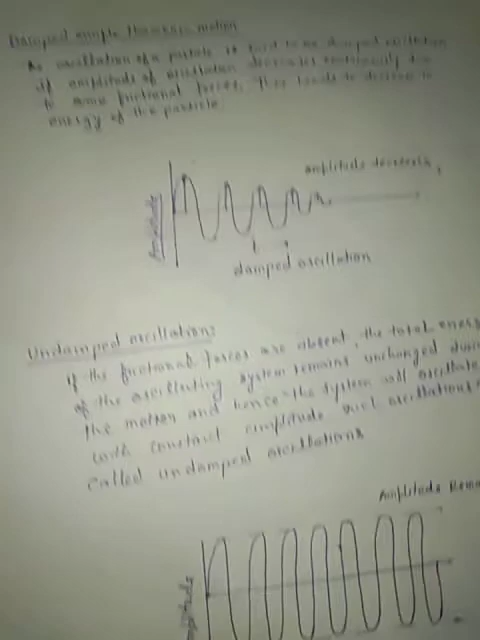 Damped simple Harmonic motion
An oscillation of a particle is said to be damped oscillation
if amplitude of oscillation decreases continuously due
to some frictional forces. This leads to decrease in
energy of the particle
amplitude decreases,
Amplitude
damped oscillation
Undamped oscillation:
If the frictional forces are absent, the total energy
of the oscillating system remains unchanged during
the motion and hence the system will oscillate
with constant amplitude such oscillations
called undamped oscillations
Amplitude Remai
Amplitude